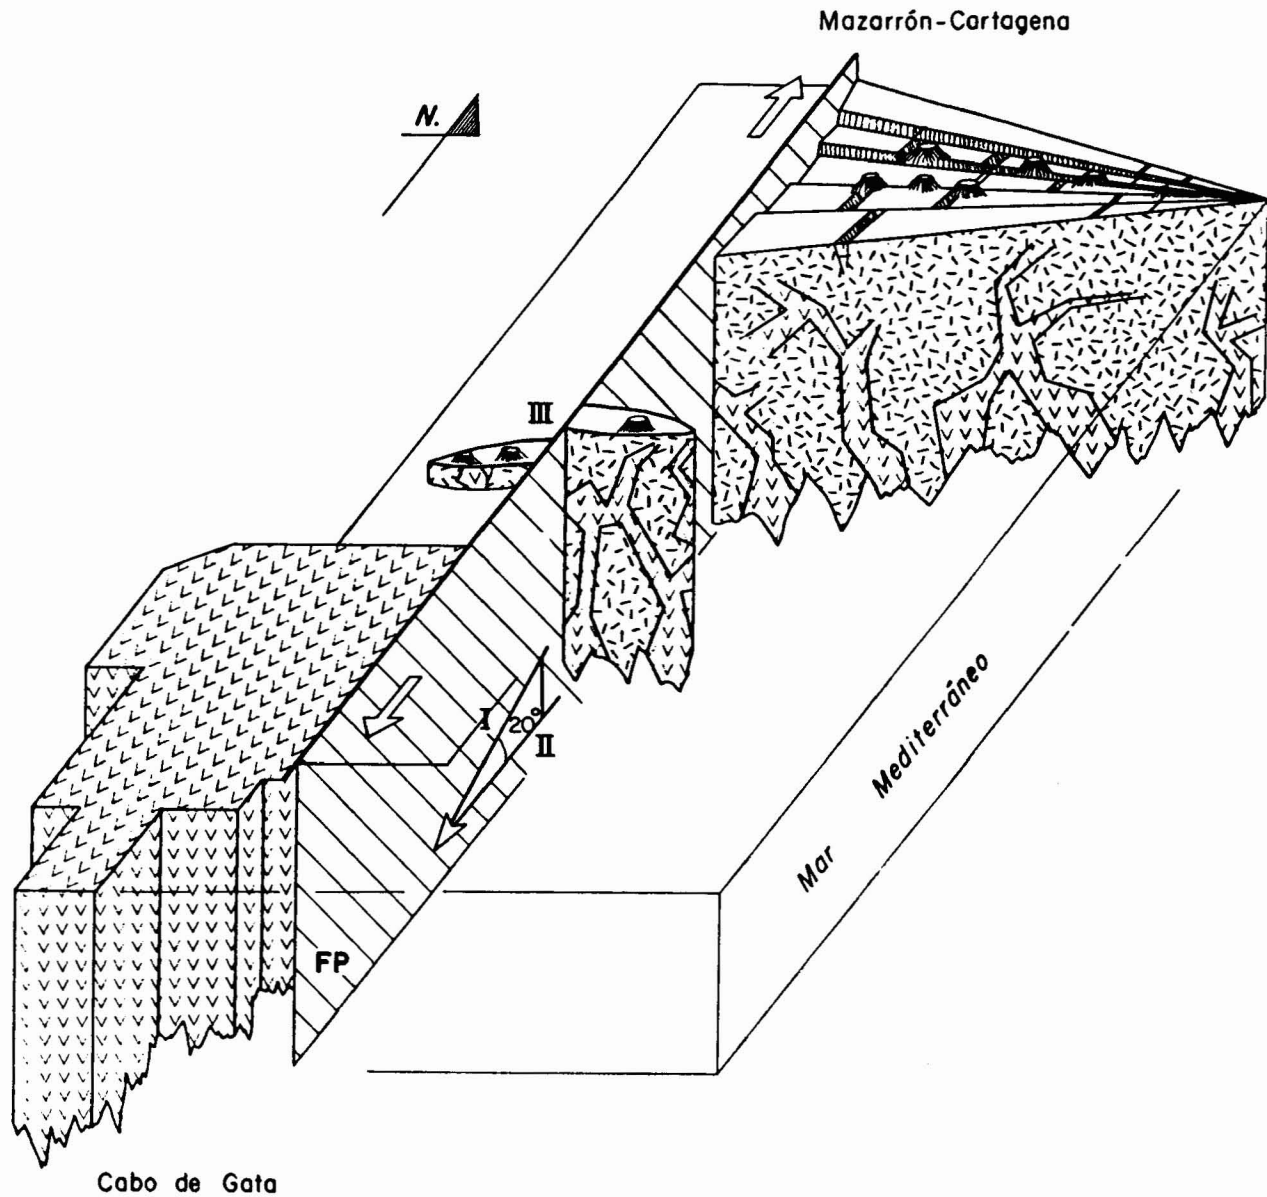 Mazarrón-Cartagena
N.
III
I
20°
II
Mar Mediterráneo
FP
Cabo de Gata